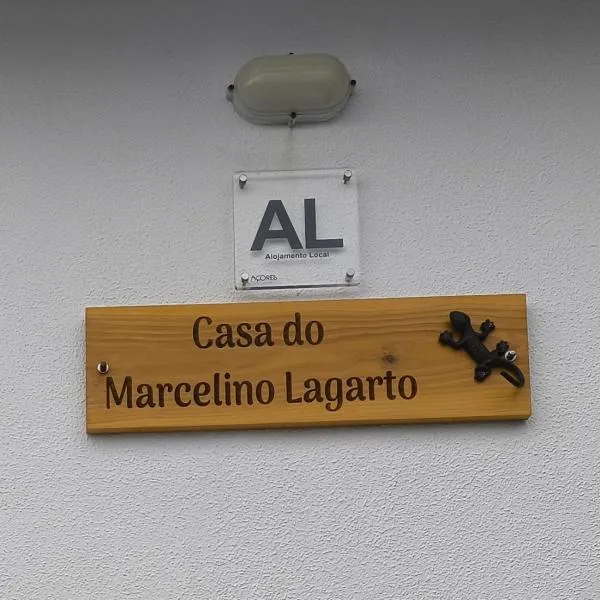 AL
Alojamento Local
AÇORES
Casa do
Marcelino Lagarto